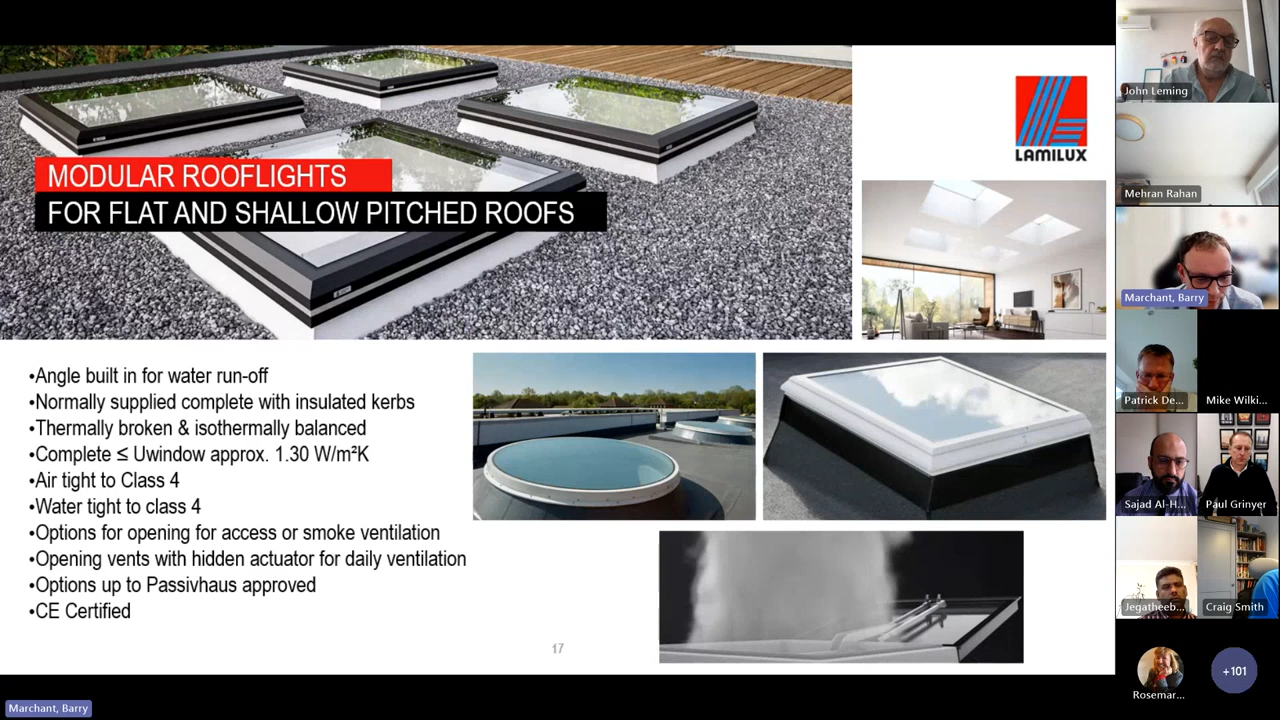 MODULAR ROOFLIGHTS
FOR FLAT AND SHALLOW PITCHED ROOFS
LAMILUX
•Angle built in for water run-off
•Normally supplied complete with insulated kerbs
•Thermally broken & isothermally balanced
•Complete ≤ Uwindow approx. 1.30 W/m²K
•Air tight to Class 4
•Water tight to class 4
•Options for opening for access or smoke ventilation
•Opening vents with hidden actuator for daily ventilation
•Options up to Passivhaus approved
•CE Certified
17
John Leming
Mehran Rahan
Marchant, Barry
Patrick De...
Mike Wilki...
Sajad Al-H...
Paul Grinyer
Jegatheeb...
Craig Smith
Rosemar...
+101
Marchant, Barry